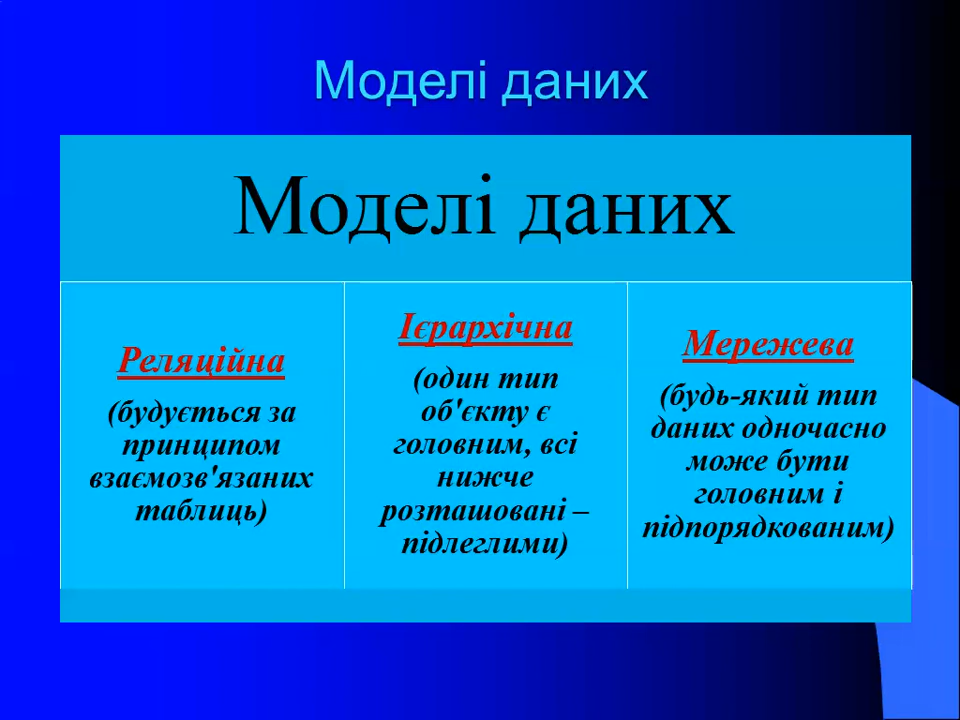 Моделі даних
Моделі даних
Реляційна
(будується за
принципом
взаємозв'язаних
таблиць)
Ієрархічна
(один тип
об'єкту є
головним, всі
нижче
розташовані –
підлеглими)
Мережева
(будь-який тип
даних одночасно
може бути
головним і
підпорядкованим)